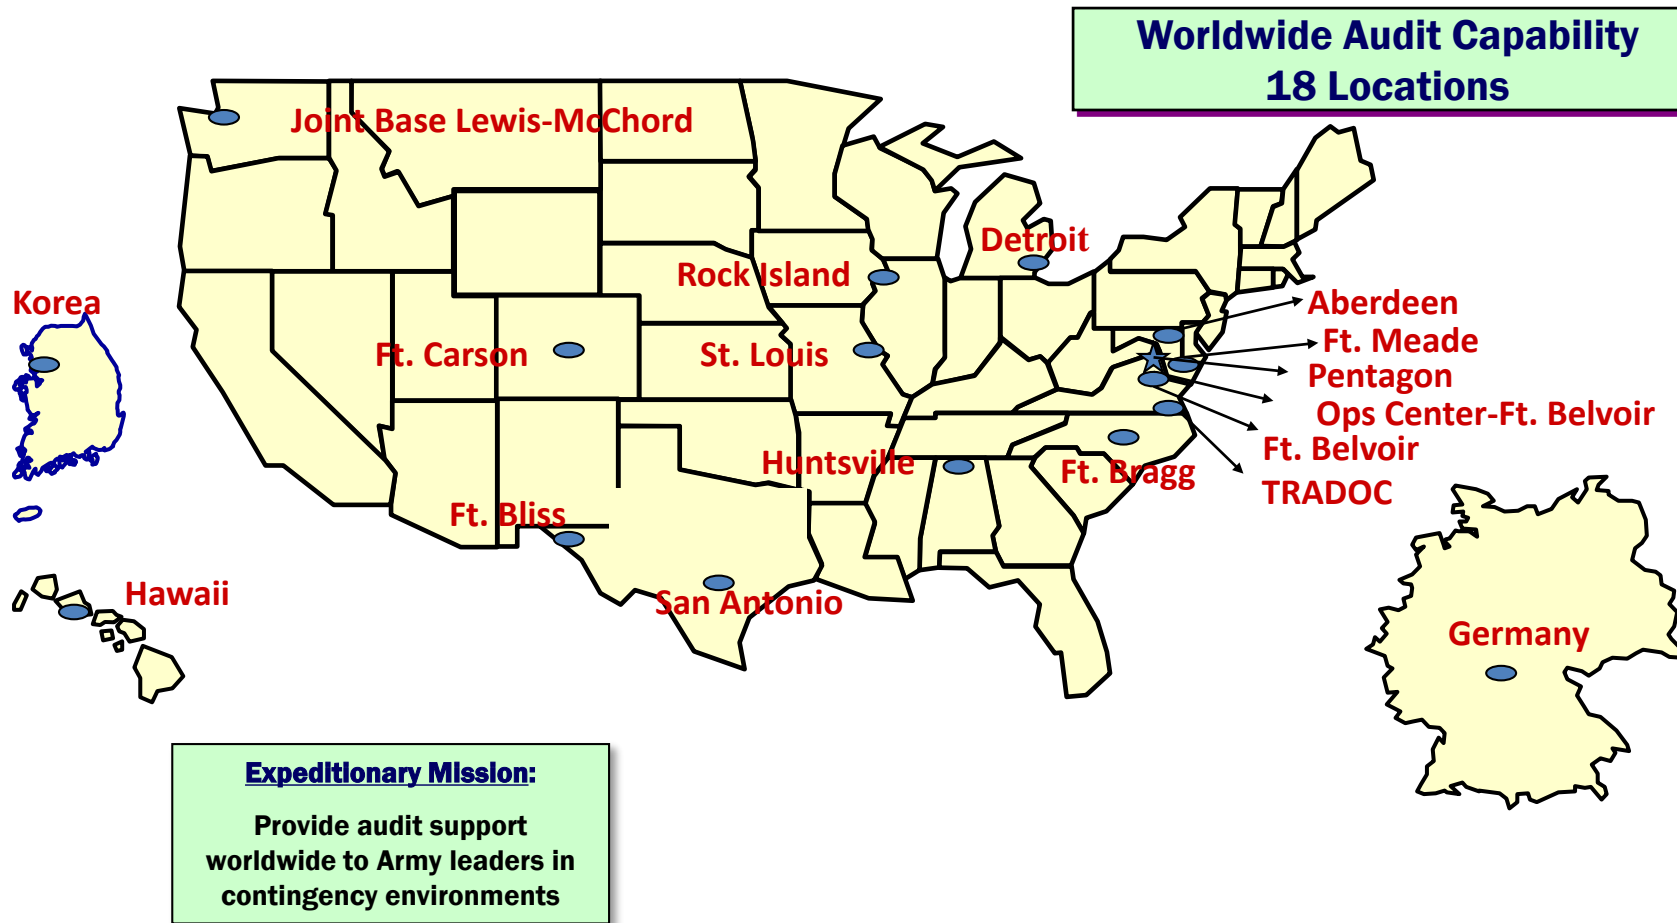 Worldwide Audit Capability
18 Locations
Joint Base Lewis-McChord
Detroit
Rock Island
Korea
Aberdeen
Ft. Meade
Ft. Carson
St. Louis
Pentagon
Ops Center-Ft. Belvoir
Ft. Belvoir
Huntsville
Ft. Bragg
TRADOC
Ft. Bliss
Hawaii
San Antonio
Germany
Expeditionary Mission:
Provide audit support
worldwide to Army leaders in
contingency environments